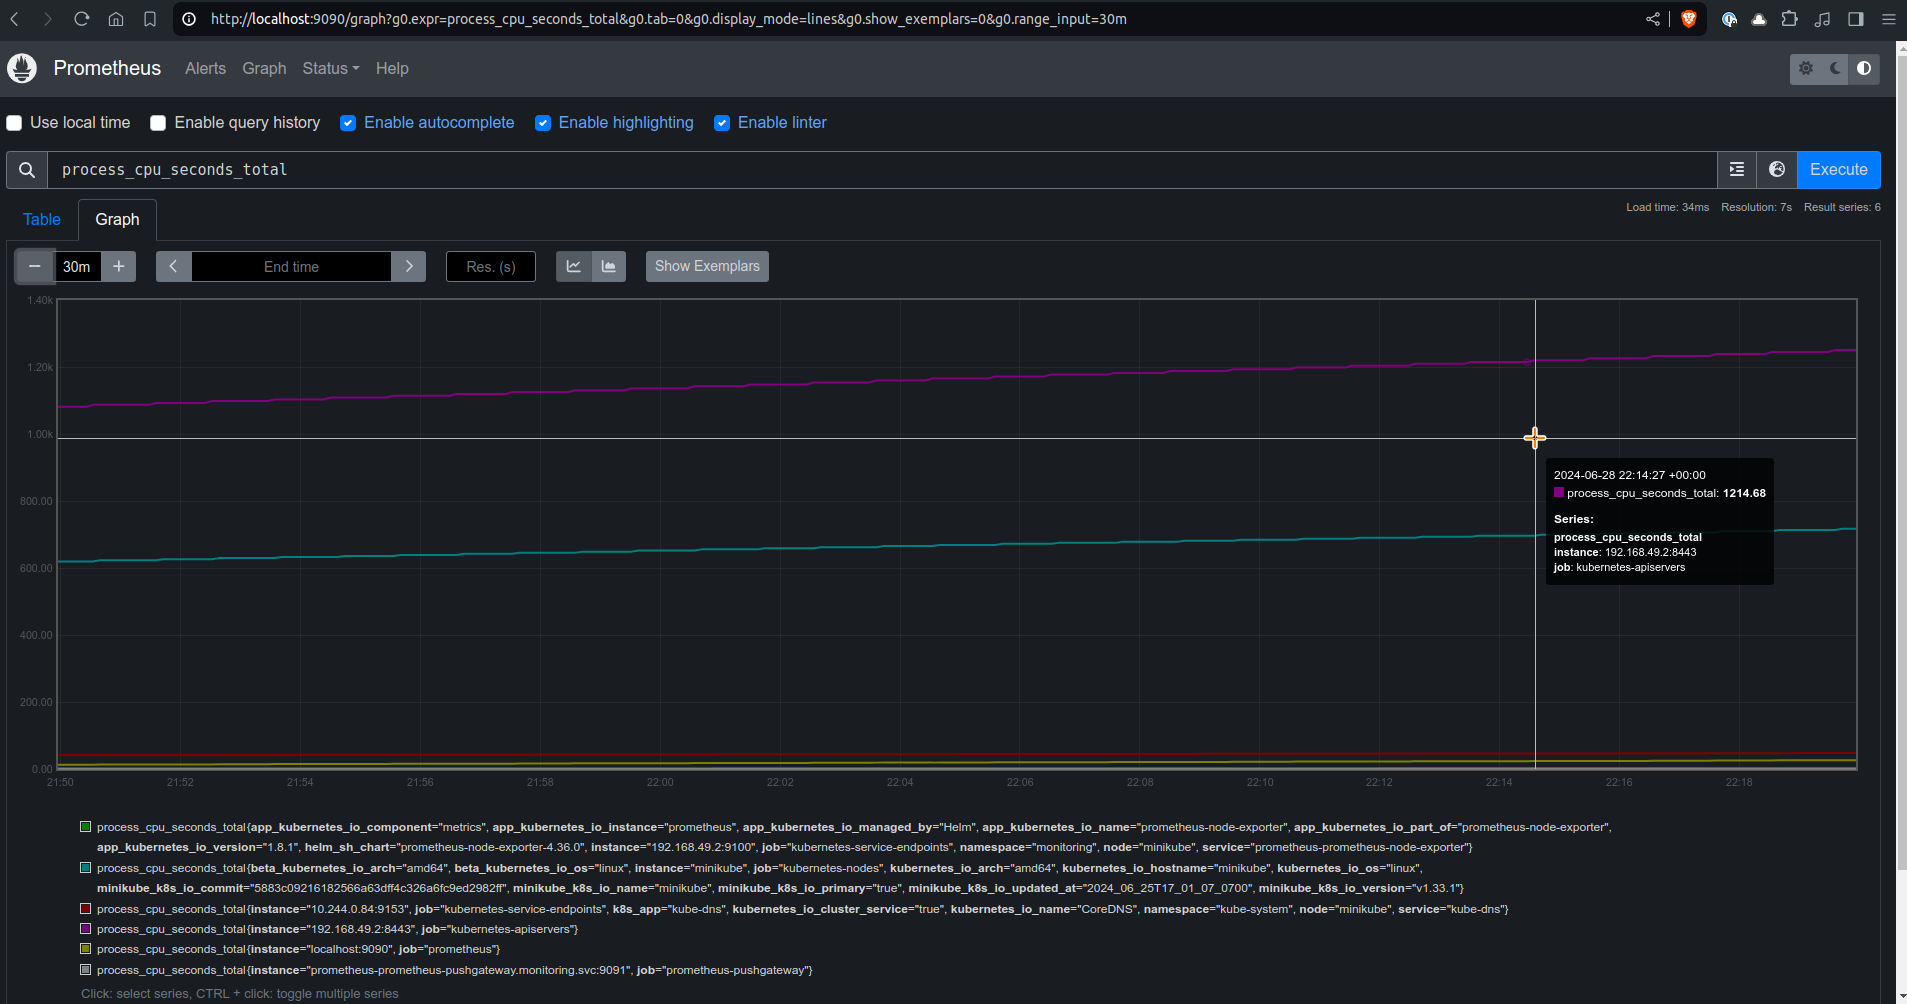 http://localhost:9090/graph?g0.expr=process_cpu_seconds_total&g0.tab=0&g0.display_mode=lines&g0.show_exemplars=0&g0.range_input=30m
Prometheus Alerts Graph Status Help
Use local time Enable query history Enable autocomplete Enable highlighting Enable linter
process_cpu_seconds_total Execute
Table Graph Load time: 34ms Resolution: 7s Result series: 6
30m End time Res. (s) Show Exemplars
1.40k
1.20k
1.00k
800.00
600.00
400.00
200.00
0.00
2024-06-28 22:14:27 +00:00
process_cpu_seconds_total: 1214.68
Series:
process_cpu_seconds_total
instance: 192.168.49.2:8443
job: kubernetes-apiservers
21:50 21:52 21:54 21:56 21:58 22:00 22:02 22:04 22:06 22:08 22:10 22:12 22:14 22:16 22:18
process_cpu_seconds_total{app_kubernetes_io_component="metrics", app_kubernetes_io_instance="prometheus", app_kubernetes_io_managed_by="Helm", app_kubernetes_io_name="prometheus-node-exporter", app_kubernetes_io_part_of="prometheus-node-exporter",
app_kubernetes_io_version="1.8.1", helm_sh_chart="prometheus-node-exporter-4.36.0", instance="192.168.49.2:9100", job="kubernetes-service-endpoints", namespace="monitoring", node="minikube", service="prometheus-prometheus-node-exporter"}
process_cpu_seconds_total{beta_kubernetes_io_arch="amd64", beta_kubernetes_io_os="linux", instance="minikube", job="kubernetes-nodes", kubernetes_io_arch="amd64", kubernetes_io_hostname="minikube", kubernetes_io_os="linux",
minikube_k8s_io_commit="5883c09216182566a63dff4c326a6fc9ed2982ff", minikube_k8s_io_name="minikube", minikube_k8s_io_primary="true", minikube_k8s_io_updated_at="2024_06_25T17_01_07_0700", minikube_k8s_io_version="v1.33.1"}
process_cpu_seconds_total{instance="10.244.0.84:9153", job="kubernetes-service-endpoints", k8s_app="kube-dns", kubernetes_io_cluster_service="true", kubernetes_io_name="CoreDNS", namespace="kube-system", node="minikube", service="kube-dns"}
process_cpu_seconds_total{instance="192.168.49.2:8443", job="kubernetes-apiservers"}
process_cpu_seconds_total{instance="localhost:9090", job="prometheus"}
process_cpu_seconds_total{instance="prometheus-prometheus-pushgateway.monitoring.svc:9091", job="prometheus-pushgateway"}
Click: select series, CTRL + click: toggle multiple series